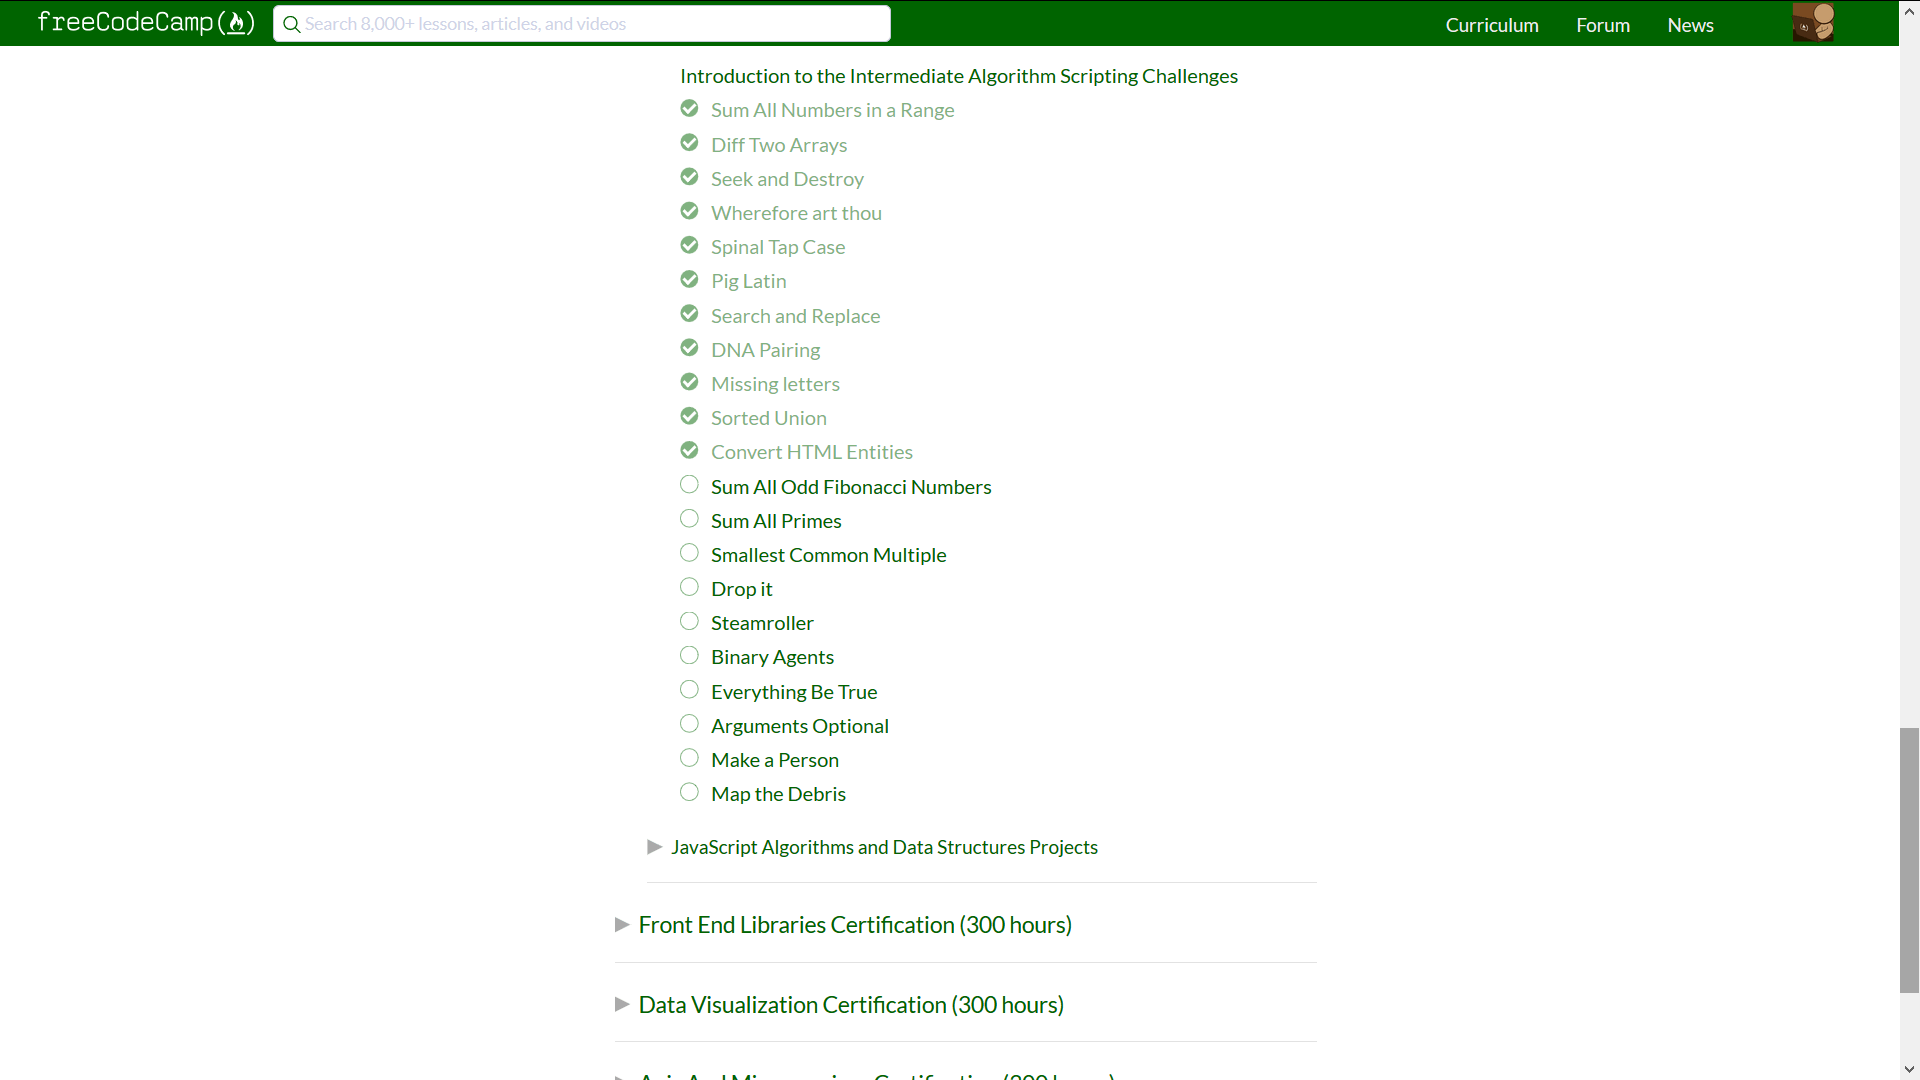 freeCodeCamp
Search 8,000+ lessons, articles, and videos
Curriculum
Forum
News
Introduction to the Intermediate Algorithm Scripting Challenges
Sum All Numbers in a Range
Diff Two Arrays
Seek and Destroy
Wherefore art thou
Spinal Tap Case
Pig Latin
Search and Replace
DNA Pairing
Missing letters
Sorted Union
Convert HTML Entities
Sum All Odd Fibonacci Numbers
Sum All Primes
Smallest Common Multiple
Drop it
Steamroller
Binary Agents
Everything Be True
Arguments Optional
Make a Person
Map the Debris
JavaScript Algorithms and Data Structures Projects
Front End Libraries Certification (300 hours)
Data Visualization Certification (300 hours)